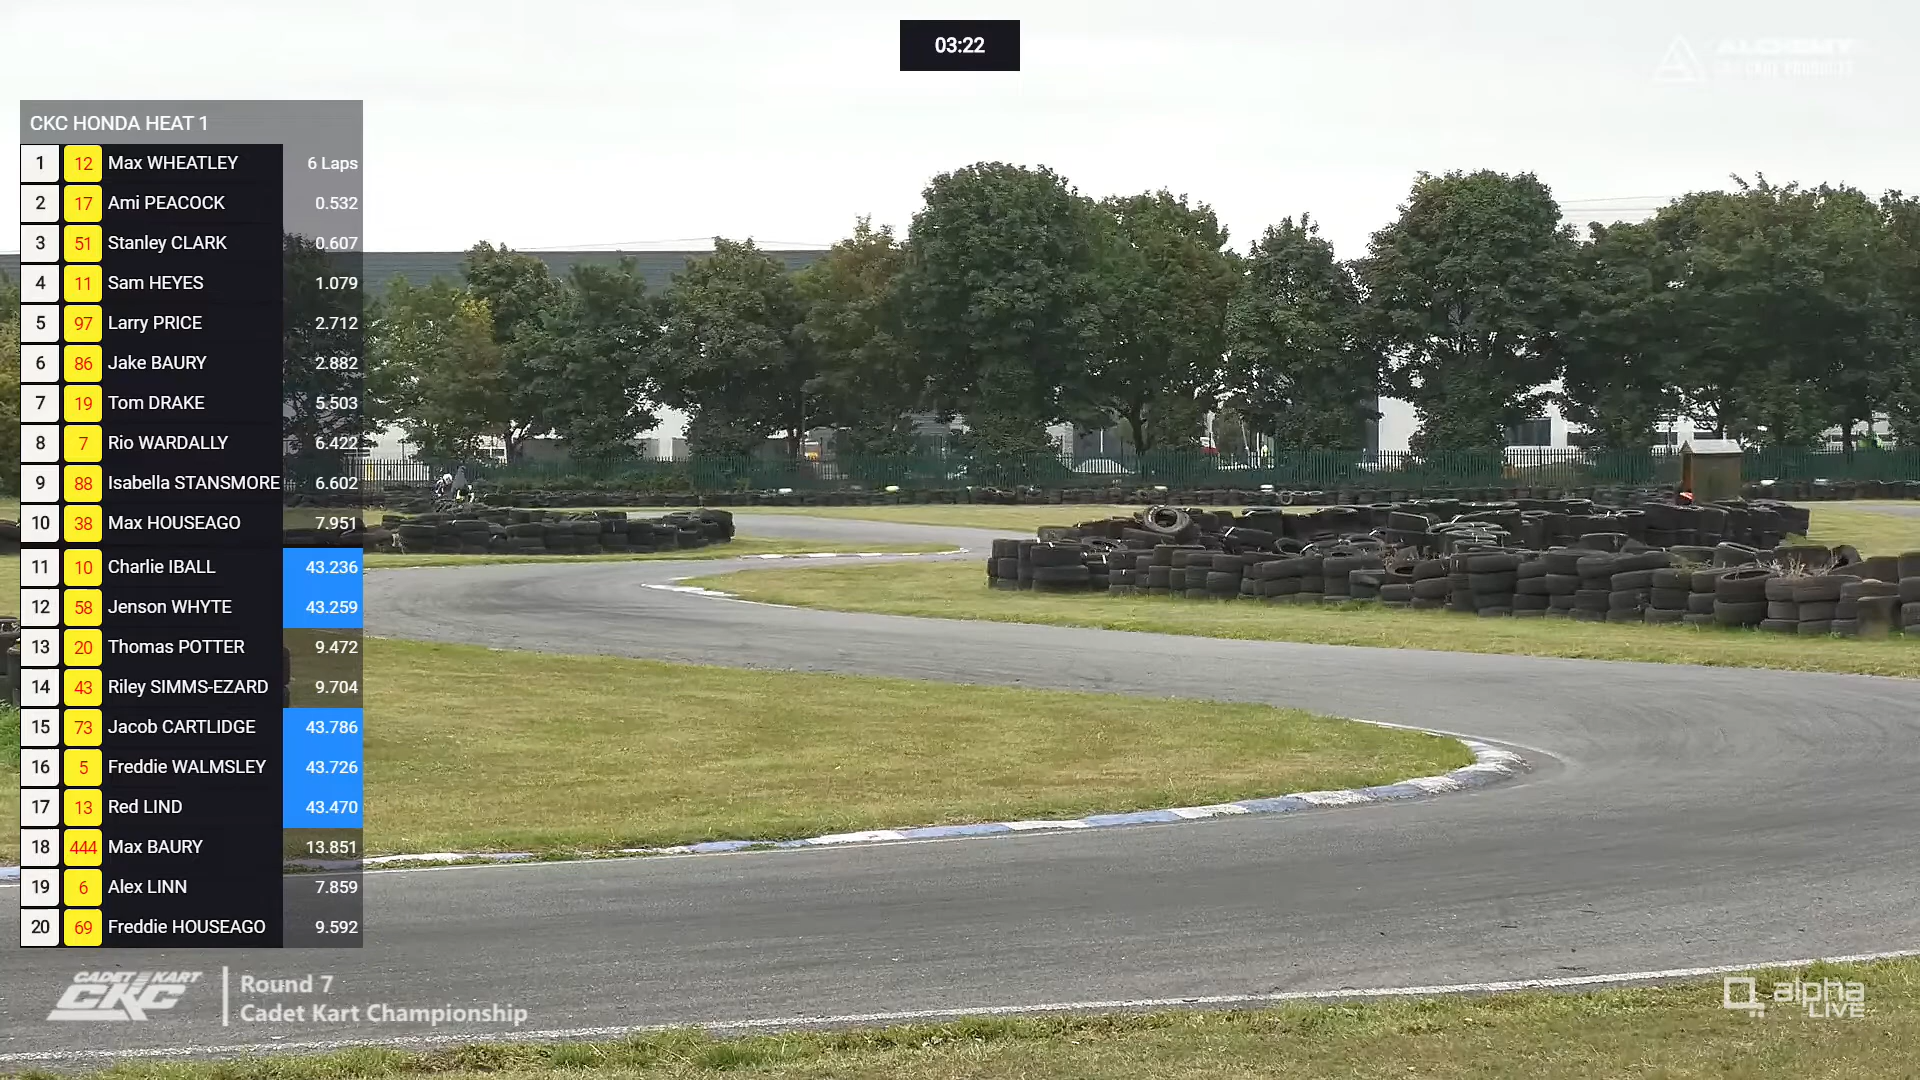 03:22
ALCHEMY
CAR CARE PRODUCTS
CKC HONDA HEAT 1
1 12 Max WHEATLEY 6 Laps
2 17 Ami PEACOCK 0.532
3 51 Stanley CLARK 0.607
4 11 Sam HEYES 1.079
5 97 Larry PRICE 2.712
6 86 Jake BAURY 2.882
7 19 Tom DRAKE 5.503
8 7 Rio WARDALLY 6.422
9 88 Isabella STANSMORE 6.602
10 38 Max HOUSEAGO 7.951
11 10 Charlie IBALL 43.236
12 58 Jenson WHYTE 43.259
13 20 Thomas POTTER 9.472
14 43 Riley SIMMS-EZARD 9.704
15 73 Jacob CARTLIDGE 43.786
16 5 Freddie WALMSLEY 43.726
17 13 Red LIND 43.470
18 444 Max BAURY 13.851
19 6 Alex LINN 7.859
20 69 Freddie HOUSEAGO 9.592
CADET KART
CKC
Round 7
Cadet Kart Championship
alpha
LIVE